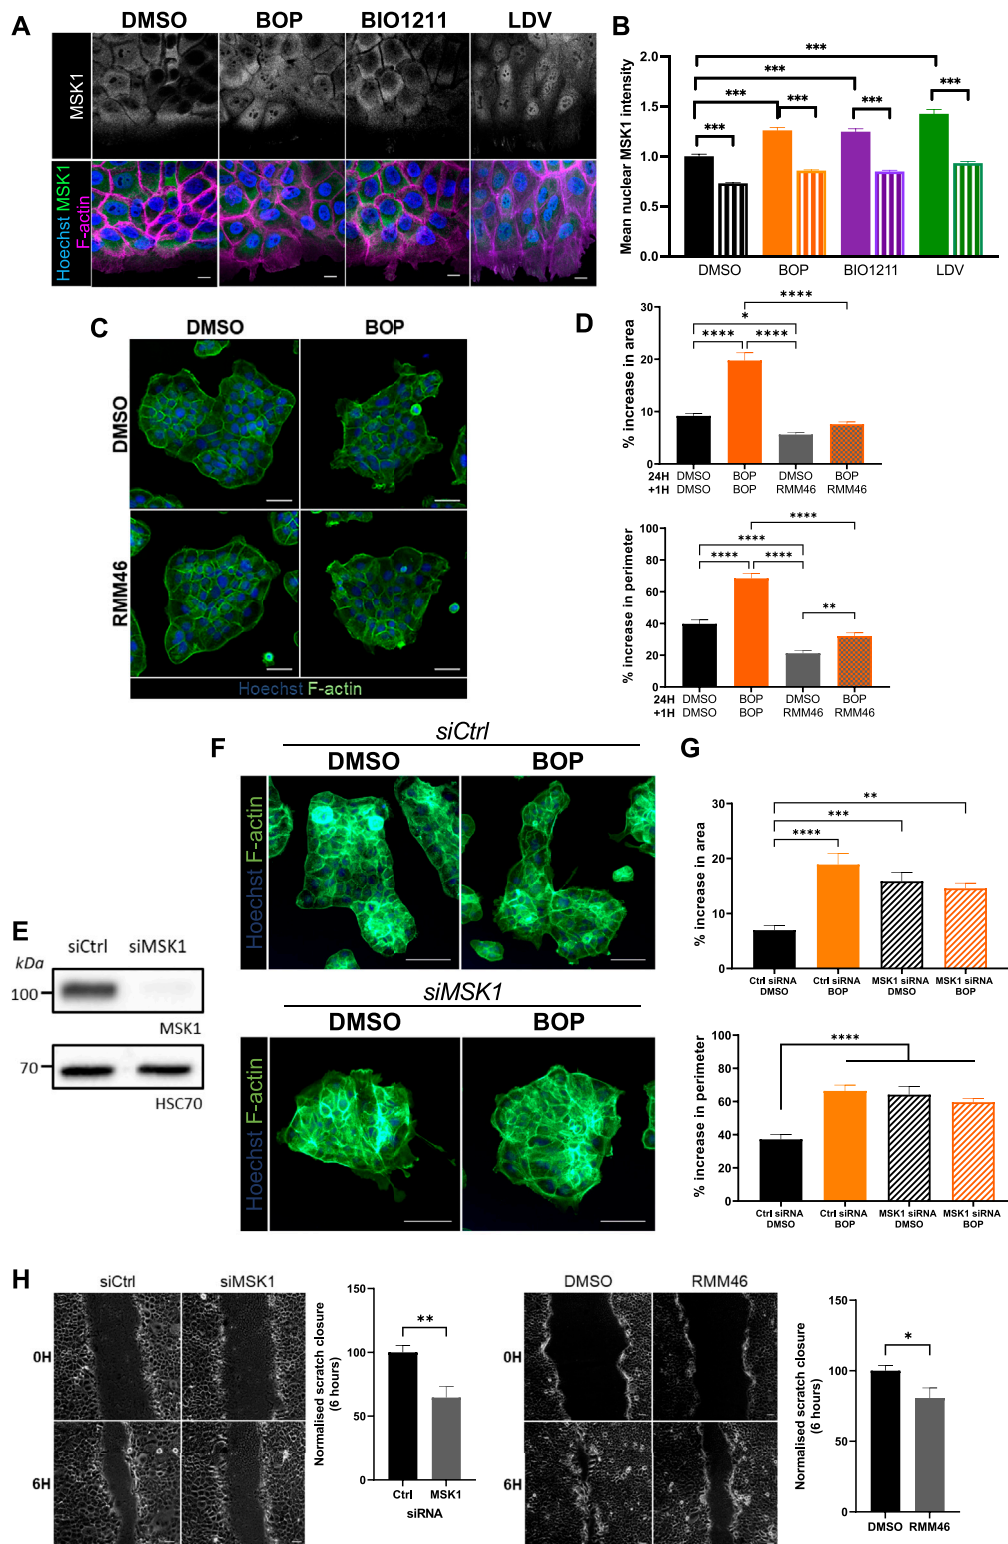 A
DMSO
BOP
BIO1211
LDV
MSK1
Hoechst MSK1
F-actin
B
Mean nuclear MSK1 intensity
2.0
1.5
1.0
0.5
0.0
***
***
***
***
***
***
***
DMSO
BOP
BIO1211
LDV
C
DMSO
BOP
DMSO
RMM46
Hoechst F-actin
D
% increase in area
30
20
10
0
****
*
**** ****
24H DMSO BOP DMSO BOP
+1H DMSO BOP RMM46 RMM46
% increase in perimeter
100
80
60
40
20
0
****
****
**** ****
**
24H DMSO BOP DMSO BOP
+1H DMSO BOP RMM46 RMM46
E
siCtrl siMSK1
kDa
100
MSK1
70
HSC70
F
siCtrl
DMSO
BOP
Hoechst F-actin
siMSK1
DMSO
BOP
Hoechst F-actin
G
% increase in area
30
20
10
0
**
***
****
Ctrl siRNA Ctrl siRNA MSK1 siRNA MSK1 siRNA
DMSO BOP DMSO BOP
% increase in perimeter
100
80
60
40
20
0
****
Ctrl siRNA Ctrl siRNA MSK1 siRNA MSK1 siRNA
DMSO BOP DMSO BOP
H
siCtrl
siMSK1
0H
6H
Normalised scratch closure
(6 hours)
150
100
50
0
**
Ctrl MSK1
siRNA
DMSO
RMM46
0H
6H
Normalised scratch closure
(6 hours)
150
100
50
0
*
DMSO RMM46